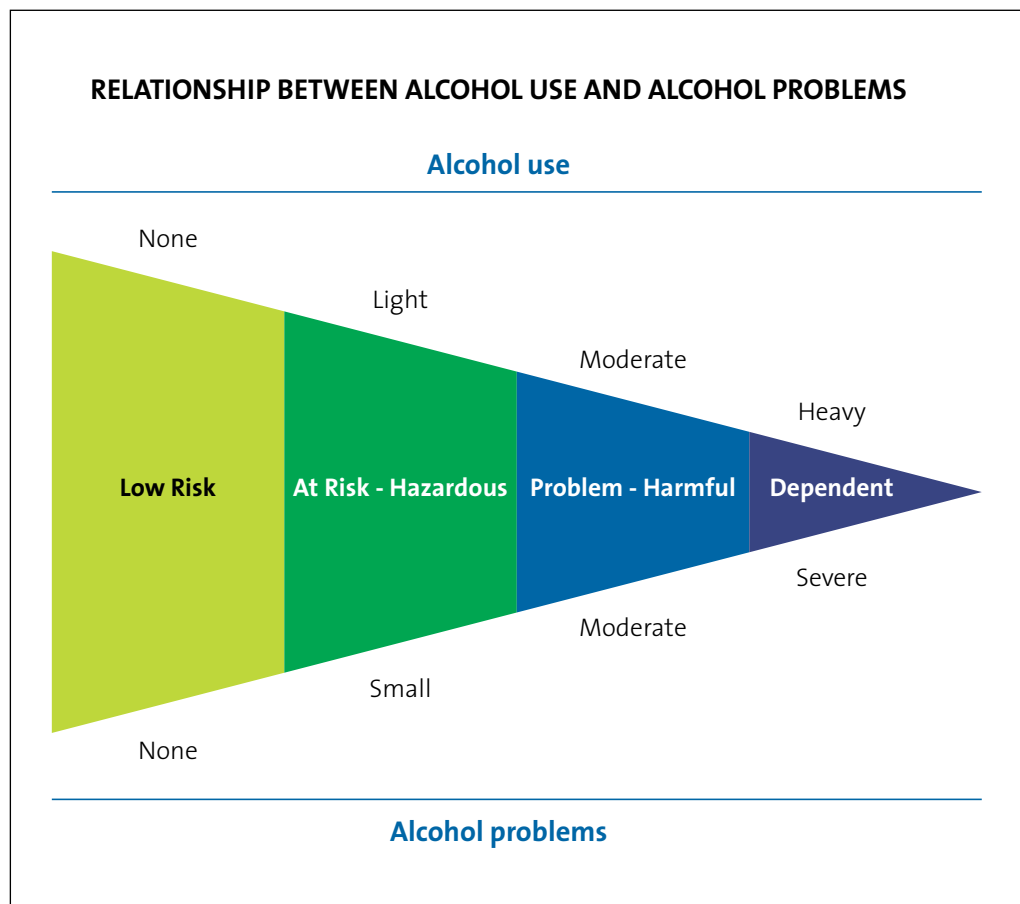 RELATIONSHIP BETWEEN ALCOHOL USE AND ALCOHOL PROBLEMS
Alcohol use
None
Light
Moderate
Heavy
Low Risk
At Risk - Hazardous
Problem - Harmful
Dependent
Severe
Moderate
Small
None
Alcohol problems